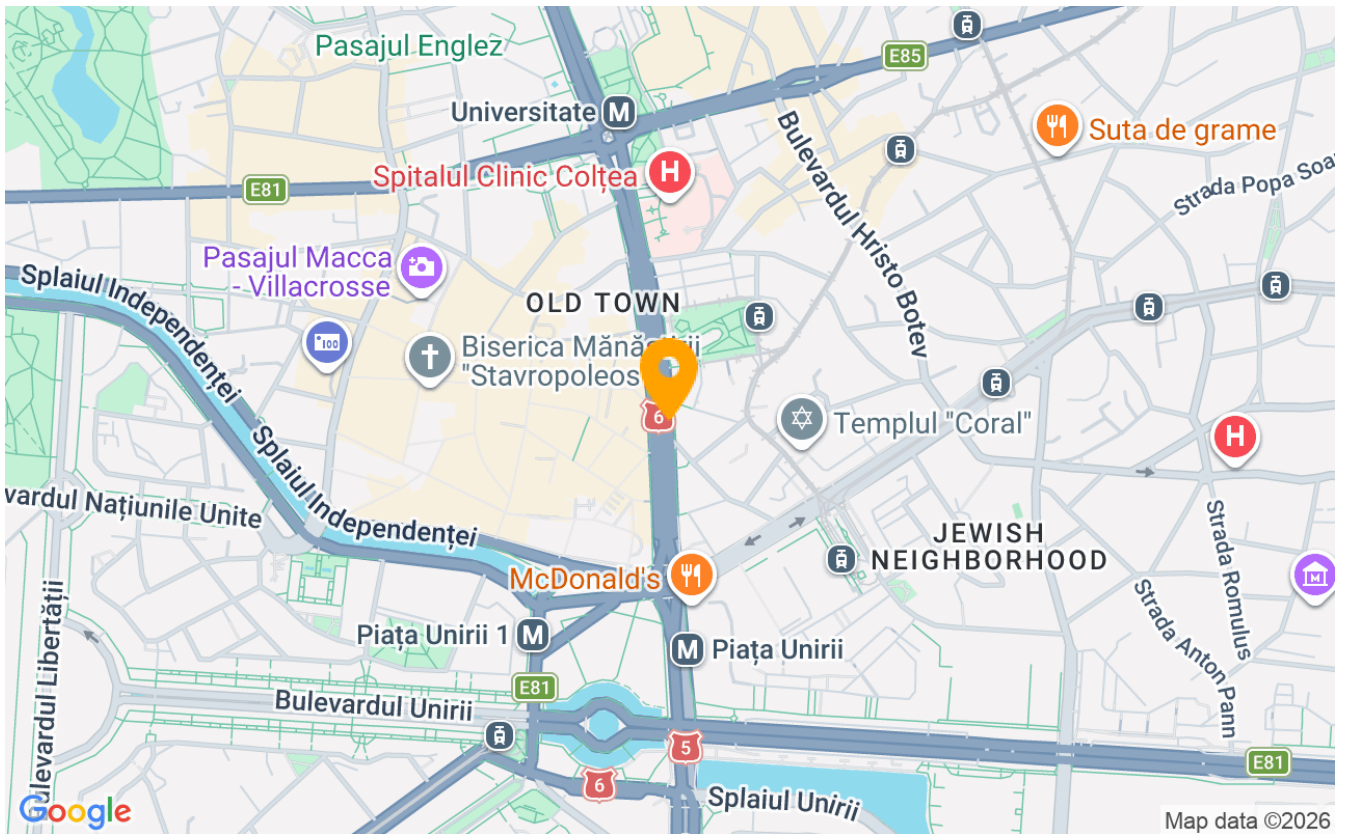 Pasajul Englez
E85
Universitate
M
Suta de grame
Bulevardul Hristo Botev
Spitalul Clinic Colțea
H
E81
Strada Popa Soar
Pasajul Macca
- Villacrosse
Splaiul Independenței
OLD TOWN
100
Biserica Mănăstirii
"Stavropoleos
6
Templul "Coral"
H
Splaiul Independenței
vardul Națiunile Unite
JEWISH
NEIGHBORHOOD
Strada Romulus
McDonald's
M
Strada Anton Pann
Piața Unirii 1
M
M
Piața Unirii
Bulevardul Libertății
E81
Bulevardul Unirii
5
E81
6
Splaiul Unirii
Google
Map data ©2026